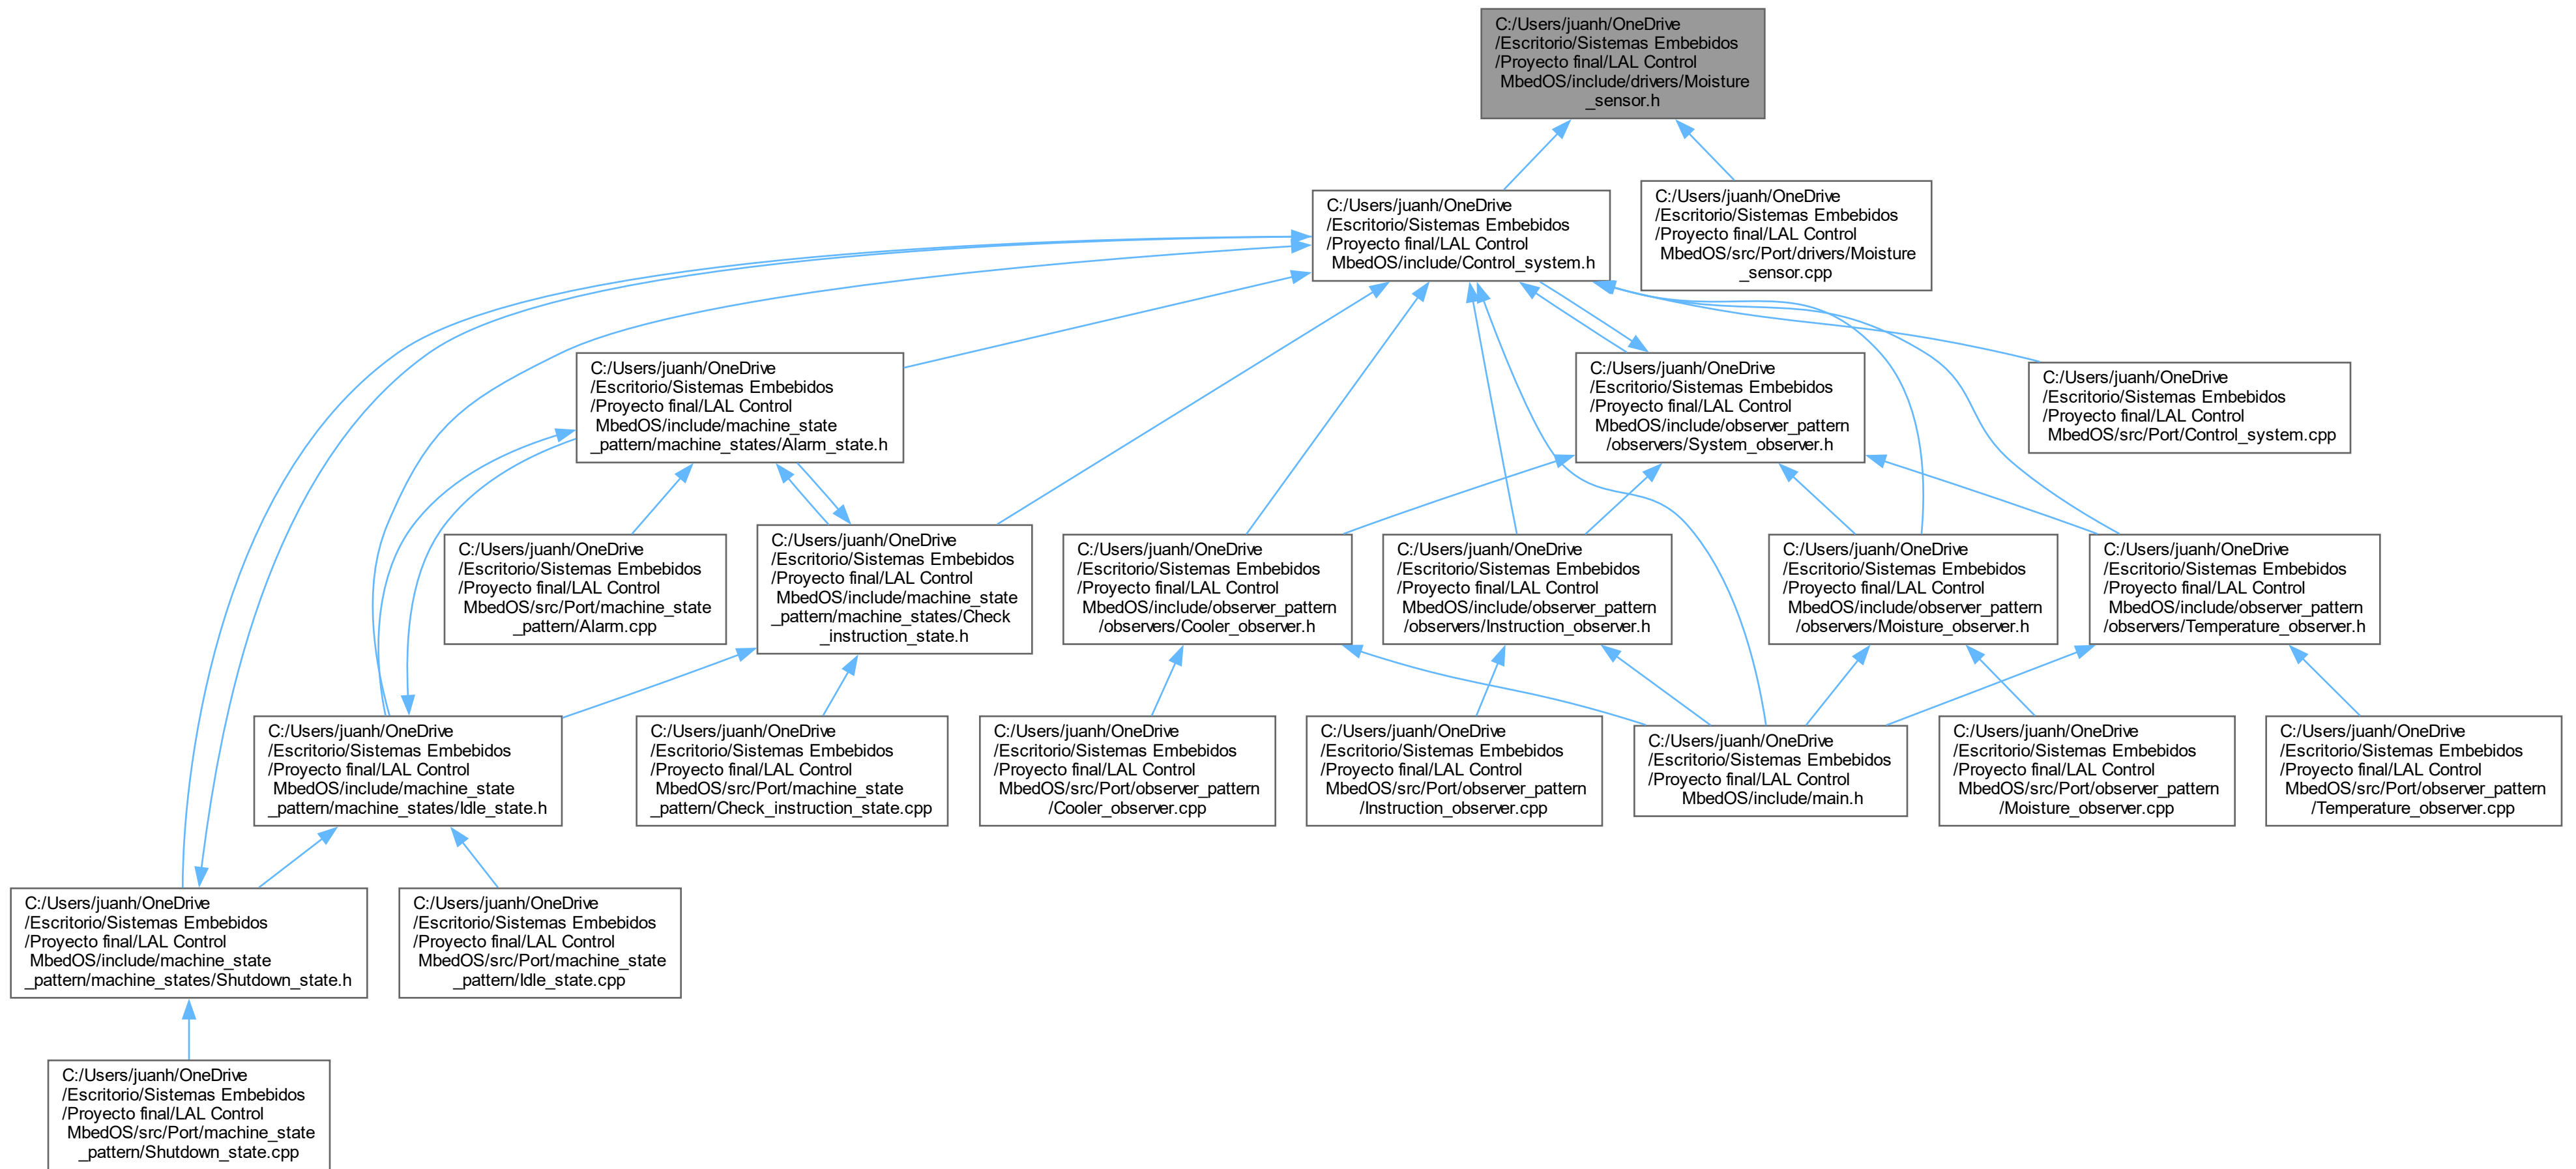 C:/Users/juanh/OneDrive
/Escritorio/Sistemas Embebidos
/Proyecto final/LAL Control
MbedOS/include/drivers/Moisture
_sensor.h
C:/Users/juanh/OneDrive
/Escritorio/Sistemas Embebidos
/Proyecto final/LAL Control
MbedOS/include/Control_system.h
C:/Users/juanh/OneDrive
/Escritorio/Sistemas Embebidos
/Proyecto final/LAL Control
MbedOS/src/Port/drivers/Moisture
_sensor.cpp
C:/Users/juanh/OneDrive
/Escritorio/Sistemas Embebidos
/Proyecto final/LAL Control
MbedOS/include/machine_state
_pattern/machine_states/Alarm_state.h
C:/Users/juanh/OneDrive
/Escritorio/Sistemas Embebidos
/Proyecto final/LAL Control
MbedOS/include/observer_pattern
/observers/System_observer.h
C:/Users/juanh/OneDrive
/Escritorio/Sistemas Embebidos
/Proyecto final/LAL Control
MbedOS/src/Port/Control_system.cpp
C:/Users/juanh/OneDrive
/Escritorio/Sistemas Embebidos
/Proyecto final/LAL Control
MbedOS/src/Port/machine_state
_pattern/Alarm.cpp
C:/Users/juanh/OneDrive
/Escritorio/Sistemas Embebidos
/Proyecto final/LAL Control
MbedOS/include/machine_state
_pattern/machine_states/Check
_instruction_state.h
C:/Users/juanh/OneDrive
/Escritorio/Sistemas Embebidos
/Proyecto final/LAL Control
MbedOS/include/observer_pattern
/observers/Cooler_observer.h
C:/Users/juanh/OneDrive
/Escritorio/Sistemas Embebidos
/Proyecto final/LAL Control
MbedOS/include/observer_pattern
/observers/Instruction_observer.h
C:/Users/juanh/OneDrive
/Escritorio/Sistemas Embebidos
/Proyecto final/LAL Control
MbedOS/include/observer_pattern
/observers/Moisture_observer.h
C:/Users/juanh/OneDrive
/Escritorio/Sistemas Embebidos
/Proyecto final/LAL Control
MbedOS/include/observer_pattern
/observers/Temperature_observer.h
C:/Users/juanh/OneDrive
/Escritorio/Sistemas Embebidos
/Proyecto final/LAL Control
MbedOS/include/machine_state
_pattern/machine_states/Idle_state.h
C:/Users/juanh/OneDrive
/Escritorio/Sistemas Embebidos
/Proyecto final/LAL Control
MbedOS/src/Port/machine_state
_pattern/Check_instruction_state.cpp
C:/Users/juanh/OneDrive
/Escritorio/Sistemas Embebidos
/Proyecto final/LAL Control
MbedOS/src/Port/observer_pattern
/Cooler_observer.cpp
C:/Users/juanh/OneDrive
/Escritorio/Sistemas Embebidos
/Proyecto final/LAL Control
MbedOS/src/Port/observer_pattern
/Instruction_observer.cpp
C:/Users/juanh/OneDrive
/Escritorio/Sistemas Embebidos
/Proyecto final/LAL Control
MbedOS/include/main.h
C:/Users/juanh/OneDrive
/Escritorio/Sistemas Embebidos
/Proyecto final/LAL Control
MbedOS/src/Port/observer_pattern
/Moisture_observer.cpp
C:/Users/juanh/OneDrive
/Escritorio/Sistemas Embebidos
/Proyecto final/LAL Control
MbedOS/src/Port/observer_pattern
/Temperature_observer.cpp
C:/Users/juanh/OneDrive
/Escritorio/Sistemas Embebidos
/Proyecto final/LAL Control
MbedOS/include/machine_state
_pattern/machine_states/Shutdown_state.h
C:/Users/juanh/OneDrive
/Escritorio/Sistemas Embebidos
/Proyecto final/LAL Control
MbedOS/src/Port/machine_state
_pattern/Idle_state.cpp
C:/Users/juanh/OneDrive
/Escritorio/Sistemas Embebidos
/Proyecto final/LAL Control
MbedOS/src/Port/machine_state
_pattern/Shutdown_state.cpp